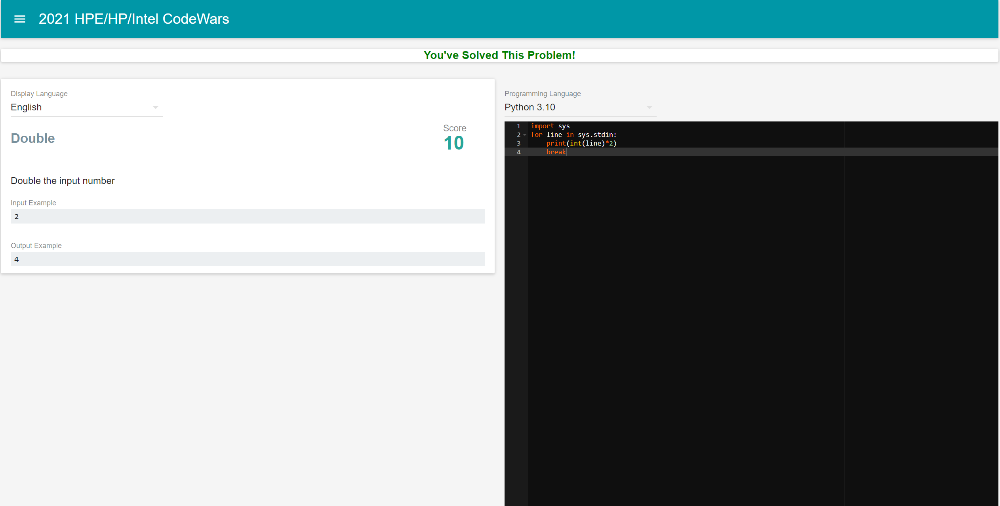 2021 HPE/HP/Intel CodeWars
You've Solved This Problem!
Display Language
English
Double
Score
10
Double the input number
Input Example
2
Output Example
4
Programming Language
Python 3.10
1 import sys
2 for line in sys.stdin:
3     print(int(line)*2)
4     break